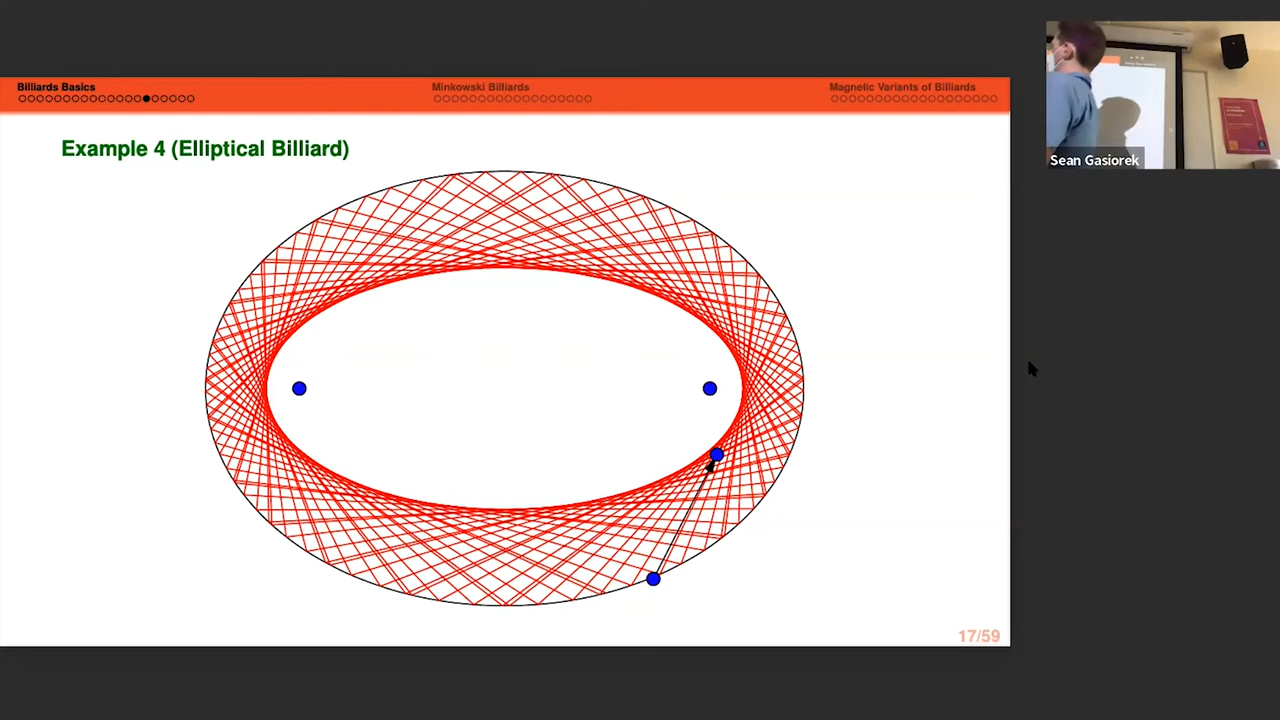 Billiards Basics
Minkowski Billiards
Magnetic Variants of Billiards
Example 4 (Elliptical Billiard)
17/59
Sean Gasiorek